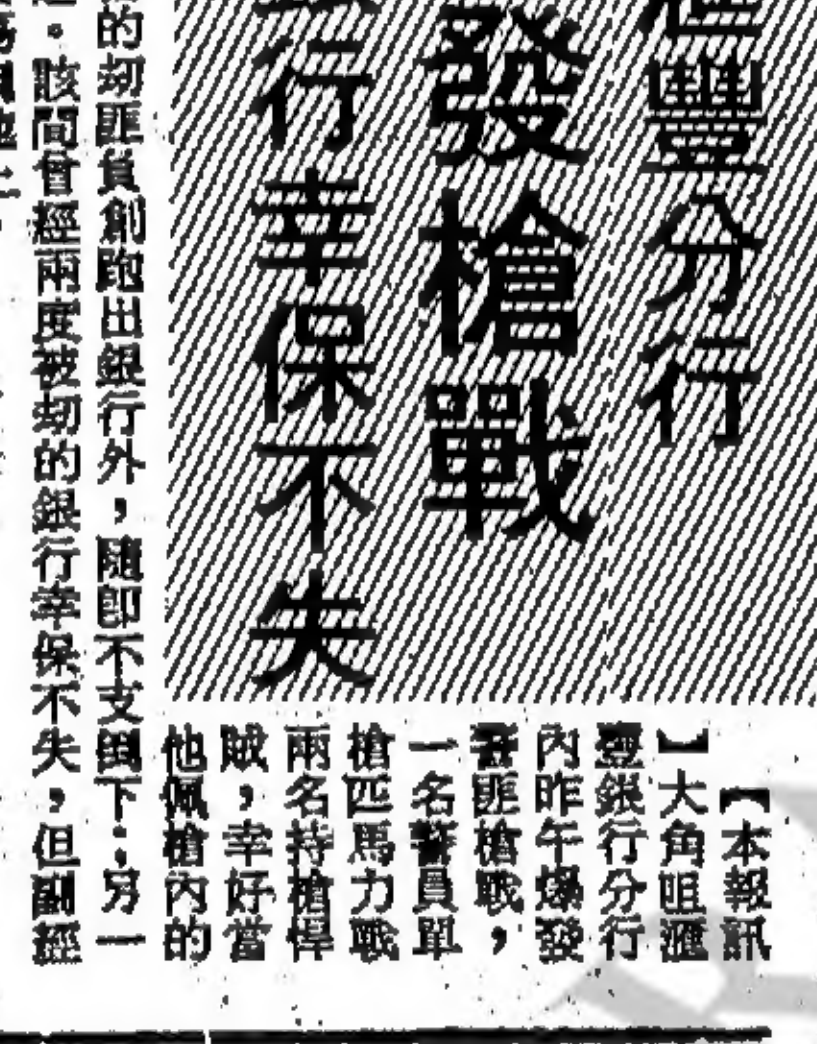 豐分行
發槍戰
行幸保不失
【本報訊
】大角咀滙
豐銀行分行
內昨午爆發
警匪槍戰，
一名警員單
槍匹馬力戰
兩名持槍悍
賊，幸好當
他佩槍內的
的刧匪負創跑出銀行外，隨即不支倒下；另一
。該間曾經兩度被刧的銀行幸保不失，但副經